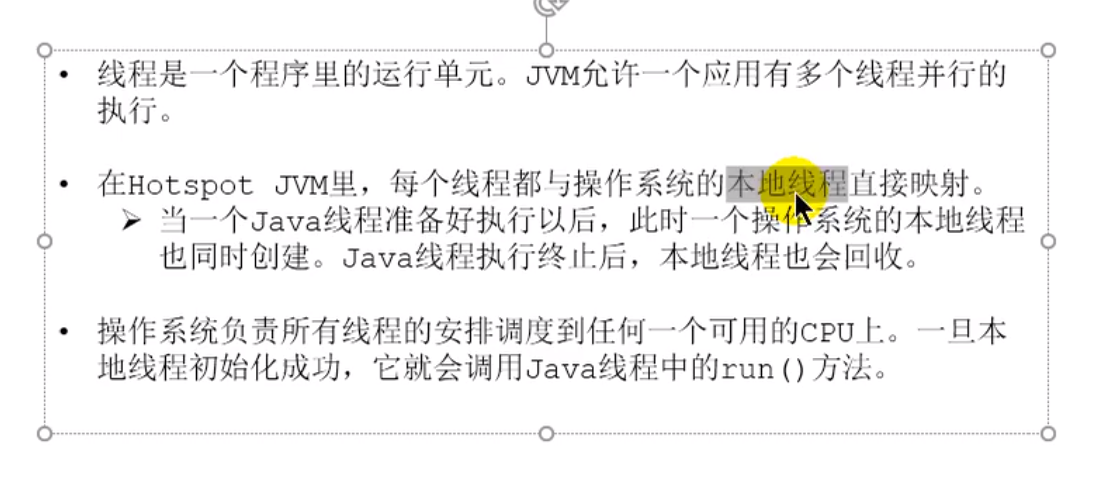 • 线程是一个程序里的运行单元。JVM允许一个应用有多个线程并行的
执行。
• 在Hotspot JVM里，每个线程都与操作系统的本地线程直接映射。
➢ 当一个Java线程准备好执行以后，此时一个操作系统的本地线程
也同时创建。Java线程执行终止后，本地线程也会回收。
• 操作系统负责所有线程的安排调度到任何一个可用的CPU上。一旦本
地线程初始化成功，它就会调用Java线程中的run()方法。